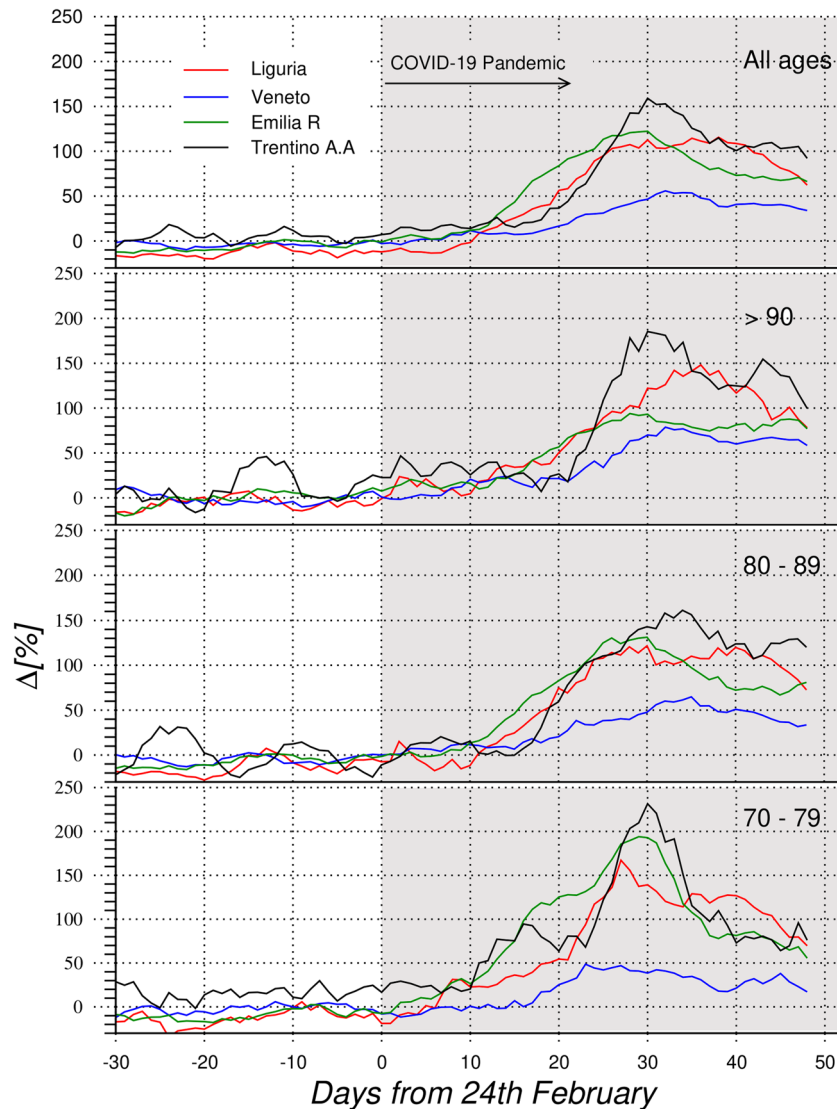 250
200
150
100
50
0
COVID-19 Pandemic
All ages
Liguria
Veneto
Emilia R
Trentino A.A
250
200
150
100
50
0
> 90
250
200
150
100
50
0
80 - 89
250
200
150
100
50
0
70 - 79
Δ[%]
-30 -20 -10 0 10 20 30 40 50
Days from 24th February